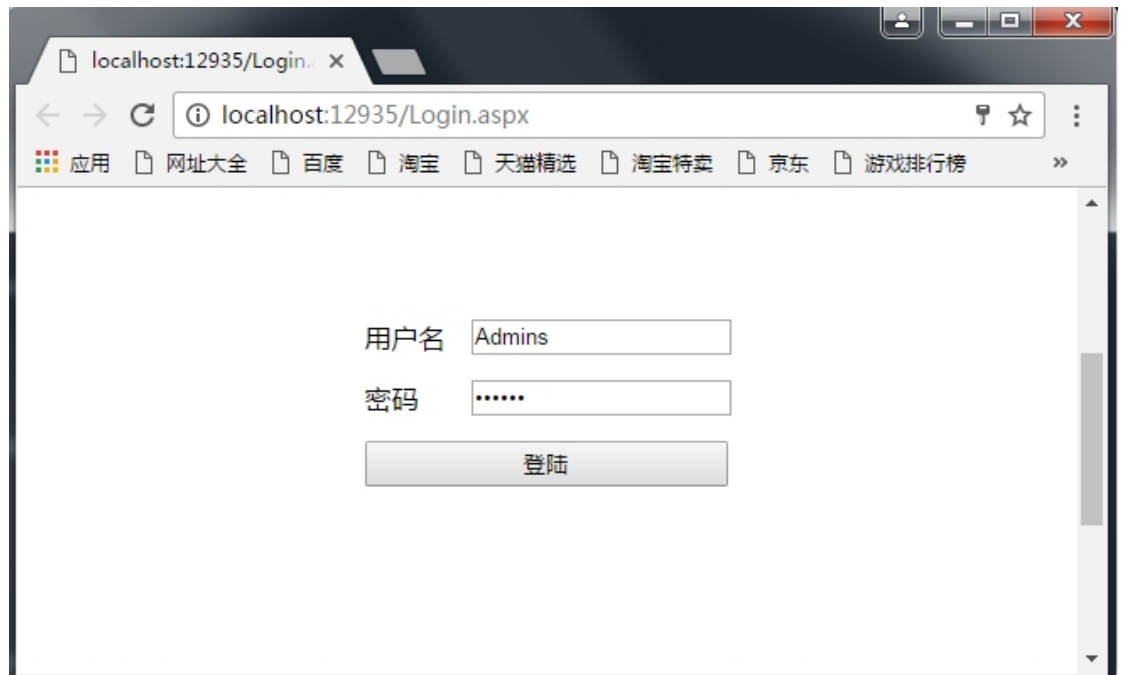 localhost:12935/Login.
localhost:12935/Login.aspx
应用 网址大全 百度 淘宝 天猫精选 淘宝特卖 京东 游戏排行榜 »
用户名 Admins
密码 ••••••
登陆